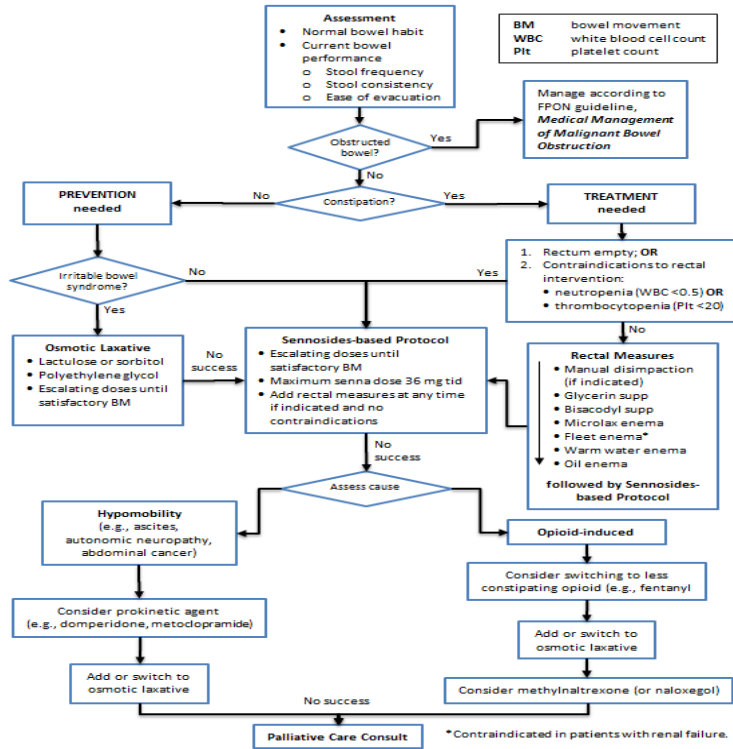 Assessment
• Normal bowel habit
• Current bowel
performance
o Stool frequency
o Stool consistency
o Ease of evacuation
BM bowel movement
WBC white blood cell count
Plt platelet count
Manage according to
FPON guideline,
Medical Management
of Malignant Bowel
Obstruction
Yes
Obstructed
bowel?
No
PREVENTION
needed
No
Constipation?
Yes
TREATMENT
needed
Irritable bowel
syndrome?
No
Yes
1. Rectum empty; OR
2. Contraindications to rectal
intervention:
• neutropenia (WBC <0.5) OR
• thrombocytopenia (Plt <20)
Yes
No
Osmotic Laxative
• Lactulose or sorbitol
• Polyethylene glycol
• Escalating doses until
satisfactory BM
No
success
Sennosides-based Protocol
• Escalating doses until
satisfactory BM
• Maximum senna dose 36 mg tid
• Add rectal measures at any time
if indicated and no
contraindications
Rectal Measures
• Manual disimpaction
(if indicated)
• Glycerin supp
• Bisacodyl supp
• Microlax enema
• Fleet enema*
• Warm water enema
• Oil enema
followed by Sennosides-
based Protocol
No
success
Assess cause
Hypomobility
(e.g., ascites,
autonomic neuropathy,
abdominal cancer)
Opioid-induced
Consider switching to less
constipating opioid (e.g., fentanyl
Consider prokinetic agent
(e.g., domperidone, metoclopramide)
Add or switch to
osmotic laxative
Add or switch to
osmotic laxative
Consider methylnaltrexone (or naloxegol)
No success
Palliative Care Consult
*Contraindicated in patients with renal failure.